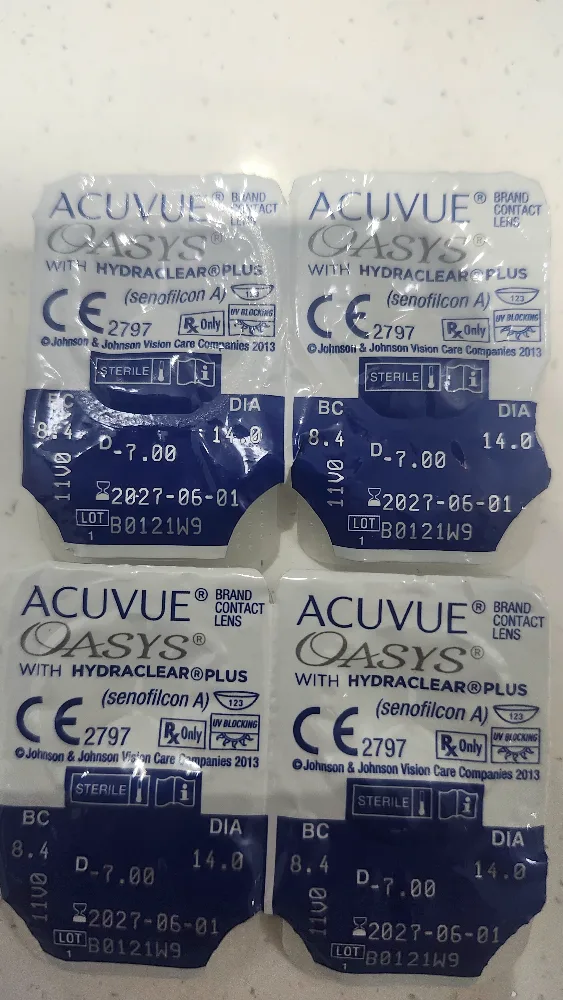 ACUVUE® BRAND CONTACT LENS
OASYS®
WITH HYDRACLEAR®PLUS
(senofilcon A) 123
CE 2797 Rx Only UV BLOCKING
©Johnson & Johnson Vision Care Companies 2013
STERILE i
BC DIA
8.4 D-7.00 14.0
11V0
2027-06-01
LOT B0121W9
1
ACUVUE® BRAND CONTACT LENS
OASYS®
WITH HYDRACLEAR®PLUS
(senofilcon A) 123
CE 2797 Rx Only UV BLOCKING
©Johnson & Johnson Vision Care Companies 2013
STERILE i
BC DIA
8.4 D-7.00 14.0
11V0
2027-06-01
LOT B0121W9
1
ACUVUE® BRAND CONTACT LENS
OASYS®
WITH HYDRACLEAR®PLUS
(senofilcon A) 123
CE 2797 Rx Only UV BLOCKING
©Johnson & Johnson Vision Care Companies 2013
STERILE i
BC DIA
8.4 D-7.00 14.0
11V0
2027-06-01
LOT B0121W9
1
ACUVUE® BRAND CONTACT LENS
OASYS®
WITH HYDRACLEAR®PLUS
(senofilcon A) 123
CE 2797 Rx Only UV BLOCKING
©Johnson & Johnson Vision Care Companies 2013
STERILE i
BC DIA
8.4 D-7.00 14.0
11V0
2027-06-01
LOT B0121W9
1